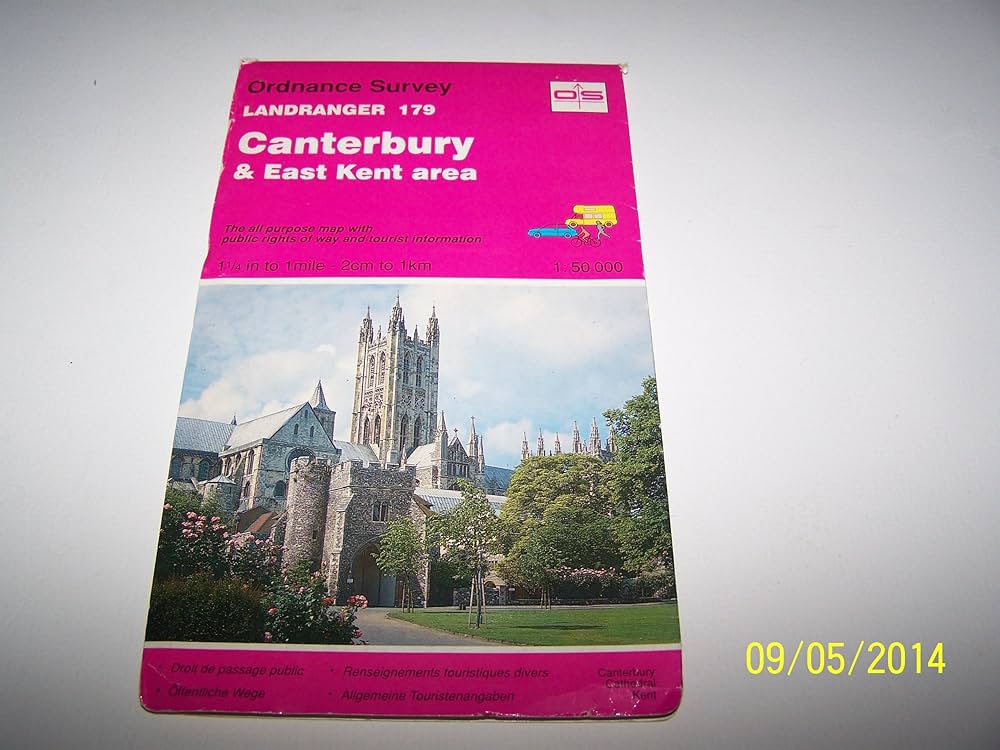 Ordnance Survey
OS
LANDRANGER 179
Canterbury
& East Kent area
The all purpose map with
public rights of way and tourist information
1¼ in to 1mile - 2cm to 1km
1:50 000
• Droit de passage public
• Renseignements touristiques divers
• Öffentliche Wege
• Allgemeine Touristenangaben
Canterbury
Cathedral
Kent
09/05/2014